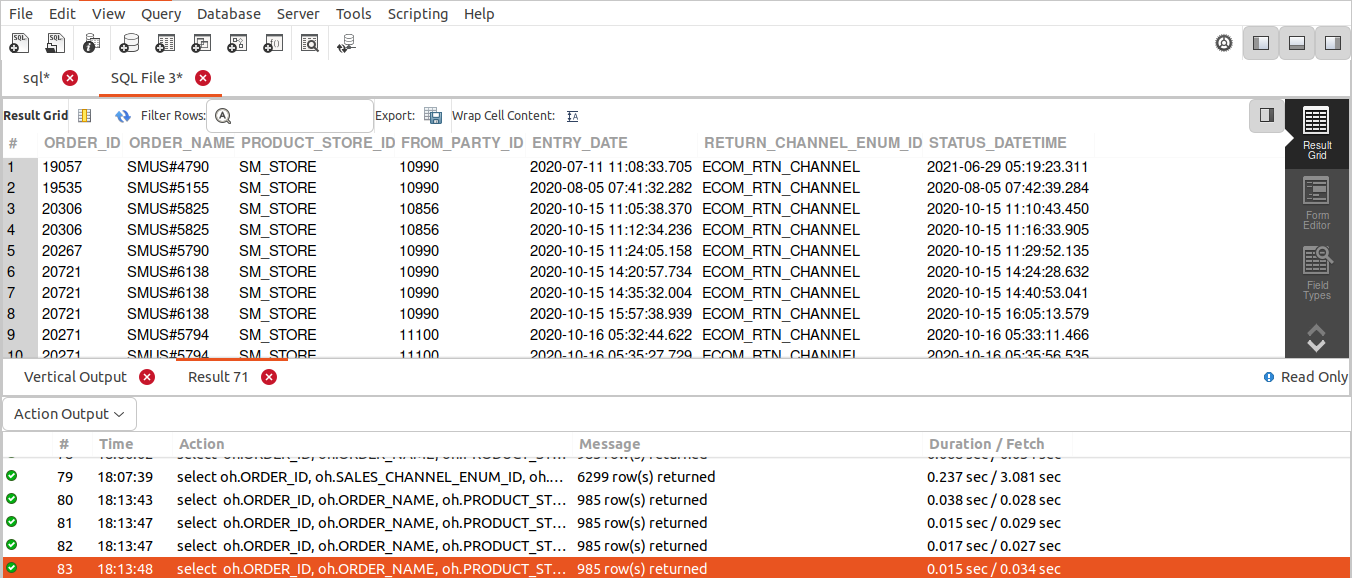 File Edit View Query Database Server Tools Scripting Help
sql* SQL File 3*
Result Grid Filter Rows: Export: Wrap Cell Content:
# ORDER_ID ORDER_NAME PRODUCT_STORE_ID FROM_PARTY_ID ENTRY_DATE RETURN_CHANNEL_ENUM_ID STATUS_DATETIME
1 19057 SMUS#4790 SM_STORE 10990 2020-07-11 11:08:33.705 ECOM_RTN_CHANNEL 2021-06-29 05:19:23.311
2 19535 SMUS#5155 SM_STORE 10990 2020-08-05 07:41:32.282 ECOM_RTN_CHANNEL 2020-08-05 07:42:39.284
3 20306 SMUS#5825 SM_STORE 10856 2020-10-15 11:05:38.370 ECOM_RTN_CHANNEL 2020-10-15 11:10:43.450
4 20306 SMUS#5825 SM_STORE 10856 2020-10-15 11:12:34.236 ECOM_RTN_CHANNEL 2020-10-15 11:16:33.905
5 20267 SMUS#5790 SM_STORE 10990 2020-10-15 11:24:05.158 ECOM_RTN_CHANNEL 2020-10-15 11:29:52.135
6 20721 SMUS#6138 SM_STORE 10990 2020-10-15 14:20:57.734 ECOM_RTN_CHANNEL 2020-10-15 14:24:28.632
7 20721 SMUS#6138 SM_STORE 10990 2020-10-15 14:35:32.004 ECOM_RTN_CHANNEL 2020-10-15 14:40:53.041
8 20721 SMUS#6138 SM_STORE 10990 2020-10-15 15:57:38.939 ECOM_RTN_CHANNEL 2020-10-15 16:05:13.579
9 20271 SMUS#5794 SM_STORE 11100 2020-10-16 05:32:44.622 ECOM_RTN_CHANNEL 2020-10-16 05:33:11.466
10 20271 SMUS#5794 SM_STORE 11100 2020-10-16 05:35:27.729 ECOM_RTN_CHANNEL 2020-10-16 05:35:56.535
Result
Grid
Form
Editor
Field
Types
Vertical Output Result 71 Read Only
Action Output
# Time Action Message Duration / Fetch
79 18:07:39 select oh.ORDER_ID, oh.SALES_CHANNEL_ENUM_ID, oh.... 6299 row(s) returned 0.237 sec / 3.081 sec
80 18:13:43 select oh.ORDER_ID, oh.ORDER_NAME, oh.PRODUCT_ST... 985 row(s) returned 0.038 sec / 0.028 sec
81 18:13:47 select oh.ORDER_ID, oh.ORDER_NAME, oh.PRODUCT_ST... 985 row(s) returned 0.015 sec / 0.029 sec
82 18:13:47 select oh.ORDER_ID, oh.ORDER_NAME, oh.PRODUCT_ST... 985 row(s) returned 0.017 sec / 0.027 sec
83 18:13:48 select oh.ORDER_ID, oh.ORDER_NAME, oh.PRODUCT_ST... 985 row(s) returned 0.015 sec / 0.034 sec